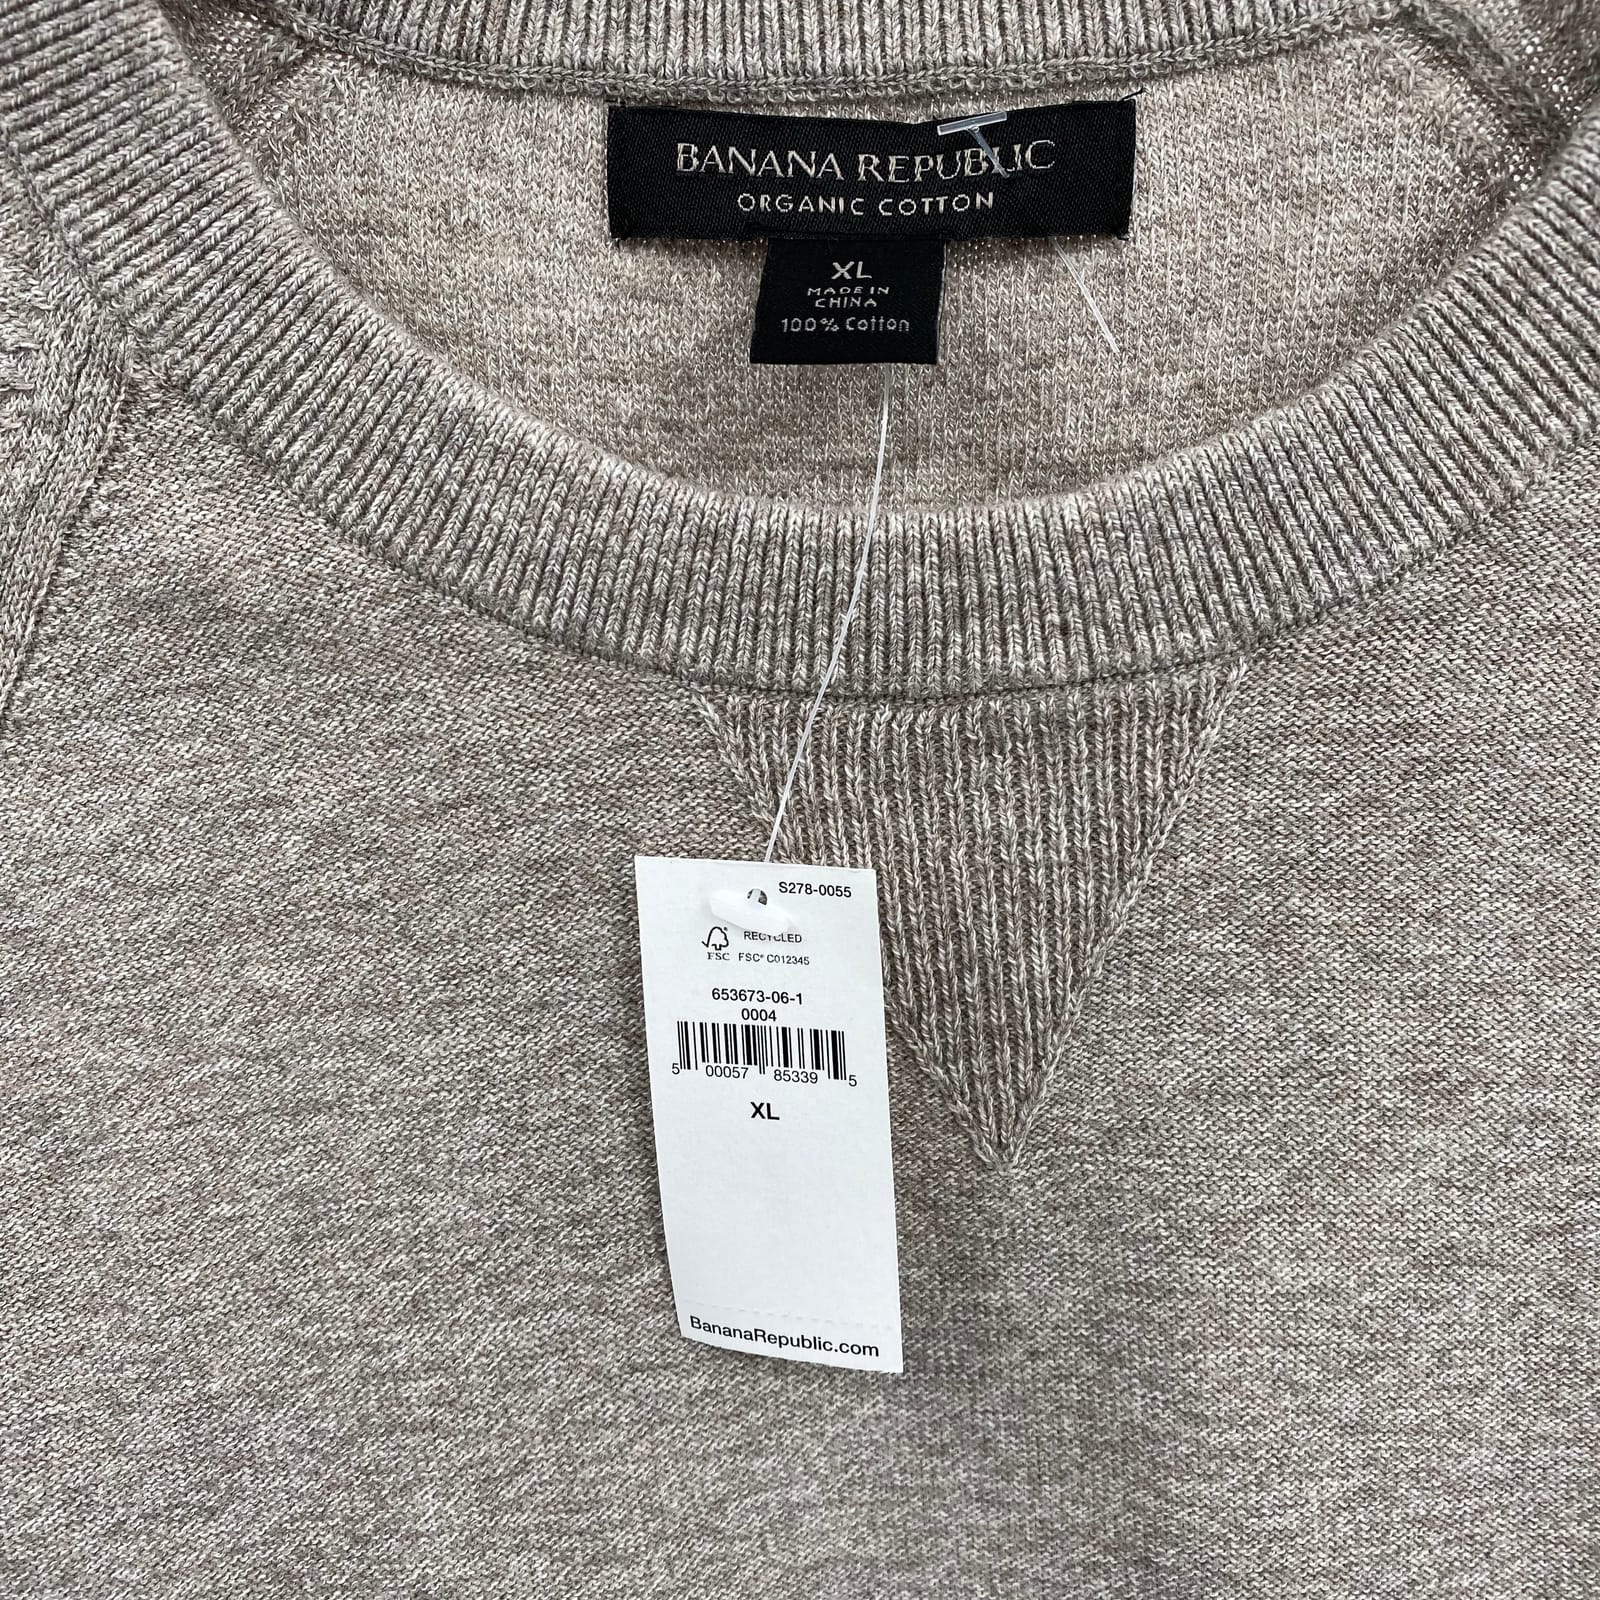 BANANA REPUBLIC
ORGANIC COTTON
XL
MADE IN
CHINA
100% Cotton
S278-0055
RECYCLED
FSC FSC® C012345
653673-06-1
0004
5 00057 85339 5
XL
BananaRepublic.com